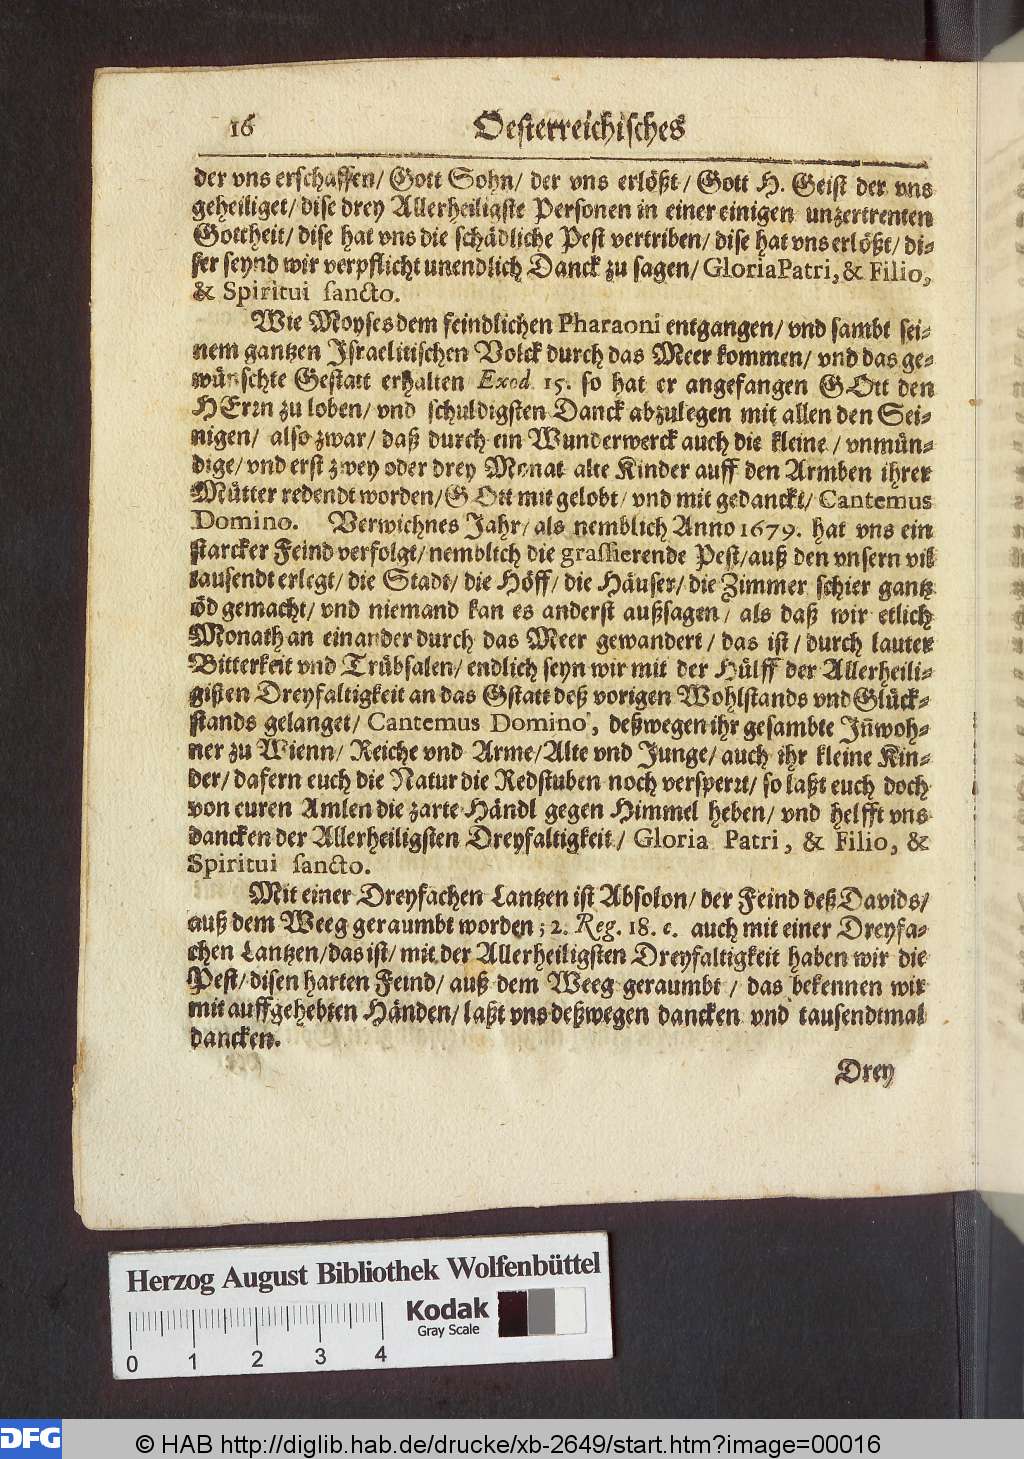 16 Oesterreichisches
der vns erschaffen/ Gott Sohn/ der vns erlößt/ Gott H. Geist der vns
geheiliget/ dise drey Allerheiligste Personen in einer einigen unzertrenten
Gottheit/ dise hat vns die schädliche Pest vertriben/ dise hat vns erlößt/ di-
ser seynd wir verpflicht unendlich Danck zu sagen/ Gloria Patri, & Filio,
& Spiritui sancto.
Wie Moyses dem feindlichen Pharaoni entgangen/ vnd sambt sei-
nem gantzen Israelitischen Volck durch das Meer kommen/ vnd das ge-
wünschte Gestatt erhalten Exod. 15. so hat er angefangen GOtt den
HErrn zu loben/ vnd schuldigsten Danck abzulegen mit allen den Sei-
nigen/ also zwar/ daß durch ein Wunderwerck auch die kleine/ vnmün-
dige/ vnd erst zwey oder drey Monat alte Kinder auff den Armben ihrer
Mütter redendt worden/ GOtt mit gelobt/ vnd mit gedanckt/ Cantemus
Domino. Verwichnes Jahr/ als nemblich Anno 1679. hat vns ein
starcker Feind verfolgt/ nemblich die grassierende Pest/ auß den vnsern vil
tausendt erlegt/ die Stadt/ die Höff/ die Häuser/ die Zimmer schier gantz
öd gemacht/ vnd niemand kan es anderst außsagen/ als daß wir etlich
Monath an einander durch das Meer gewandert/ das ist/ durch lauter
Bitterkeit vnd Trübsalen/ endlich seyn wir mit der Hülff der Allerheili-
gisten Dreyfaltigkeit an das Gstatt deß vorigen Wohlstands vnd Glück-
stands gelanget/ Cantemus Domino, deßwegen ihr gesambte Jñwoh-
ner zu Wienn/ Reiche vnd Arme/ Alte vnd Junge/ auch ihr kleine Kin-
der/ dafern euch die Natur die Redstuben noch versperrt/ so laßt euch doch
von euren Amlen die zarte Händl gegen Himmel heben/ vnd helfft vns
dancken der Allerheiligsten Dreyfaltigkeit/ Gloria Patri, & Filio, &
Spiritui sancto.
Mit einer Dreyfachen Lantzen ist Absolon/ der Feind deß Davids/
auß dem Weeg geraumbt worden; 2. Reg. 18. c. auch mit einer Dreyfa-
chen Lantzen/ das ist/ mit der Allerheiligsten Dreyfaltigkeit haben wir die
Pest/ disen harten Feind/ auß dem Weeg geraumbt/ das bekennen wir
mit auffgehebten Händen/ laßt vns deßwegen dancken vnd tausendtmal
dancken.
Drey
Herzog August Bibliothek Wolfenbüttel
Kodak
Gray Scale
0 1 2 3 4
DFG © HAB http://diglib.hab.de/drucke/xb-2649/start.htm?image=00016